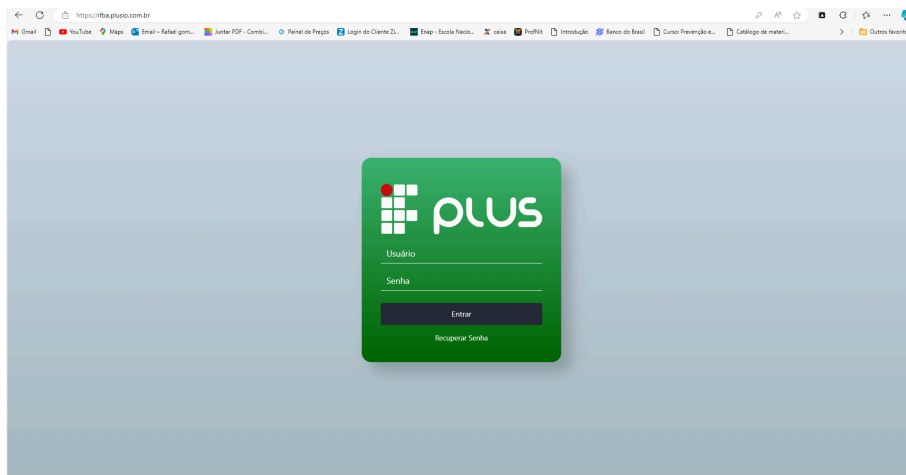 https://ifba.plusio.com.br
Gmail YouTube Maps Email – Rafael gom... Juntar PDF - Combi... Painel de Preços Login do Cliente Zi... Enap - Escola Nacio... caixa ProfNit Introdução Banco do Brasil Curso: Prevenção e... Catálogo de materi... Outros favorit
IF PLUS
Usuário
Senha
Entrar
Recuperar Senha